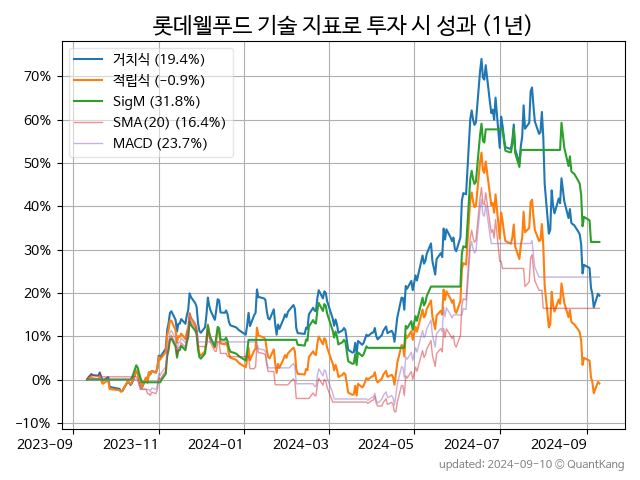 롯데웰푸드 기술 지표로 투자 시 성과 (1년)
거치식 (19.4%)
적립식 (-0.9%)
SigM (31.8%)
SMA(20) (16.4%)
MACD (23.7%)
70%
60%
50%
40%
30%
20%
10%
0%
-10%
2023-09 2023-11 2024-01 2024-03 2024-05 2024-07 2024-09
updated: 2024-09-10 © QuantKang